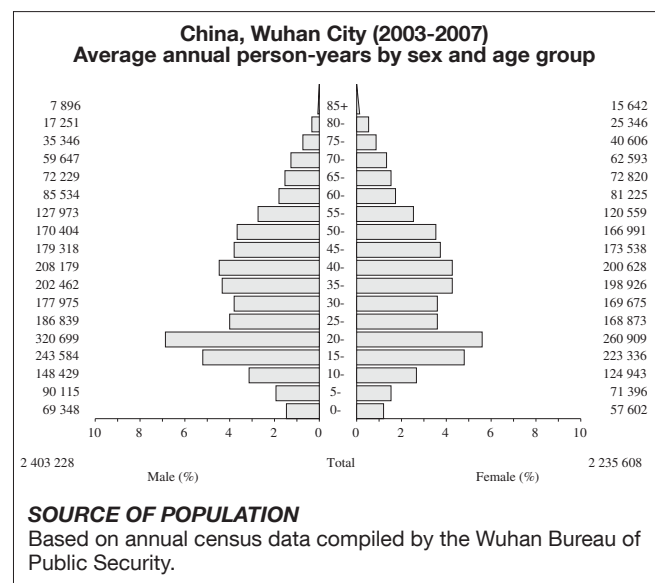 China, Wuhan City (2003-2007)
Average annual person-years by sex and age group
7 896 85+ 15 642
17 251 80- 25 346
35 346 75- 40 606
59 647 70- 62 593
72 229 65- 72 820
85 534 60- 81 225
127 973 55- 120 559
170 404 50- 166 991
179 318 45- 173 538
208 179 40- 200 628
202 462 35- 198 926
177 975 30- 169 675
186 839 25- 168 873
320 699 20- 260 909
243 584 15- 223 336
148 429 10- 124 943
90 115 5- 71 396
69 348 0- 57 602
10 8 6 4 2 0 0 2 4 6 8 10
2 403 228 Total 2 235 608
Male (%) Female (%)
SOURCE OF POPULATION
Based on annual census data compiled by the Wuhan Bureau of
Public Security.